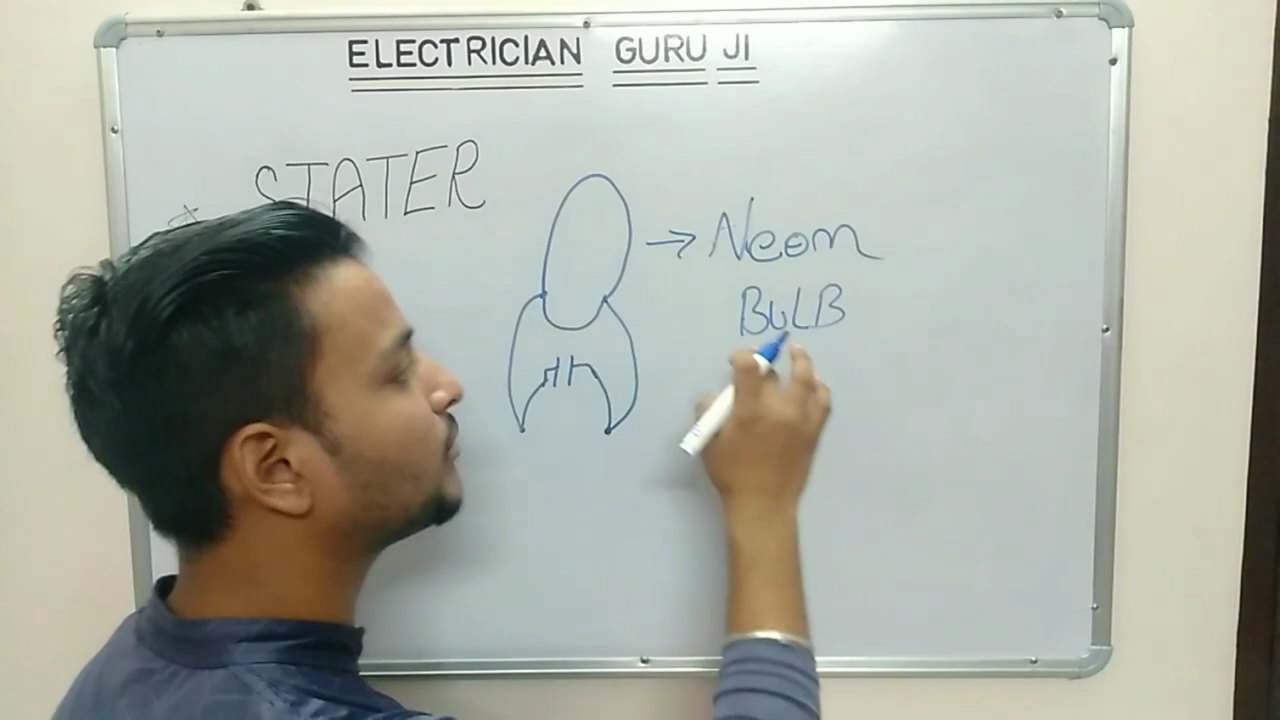 ELECTRICIAN GURU JI
* STATER
→ Neon
BULB